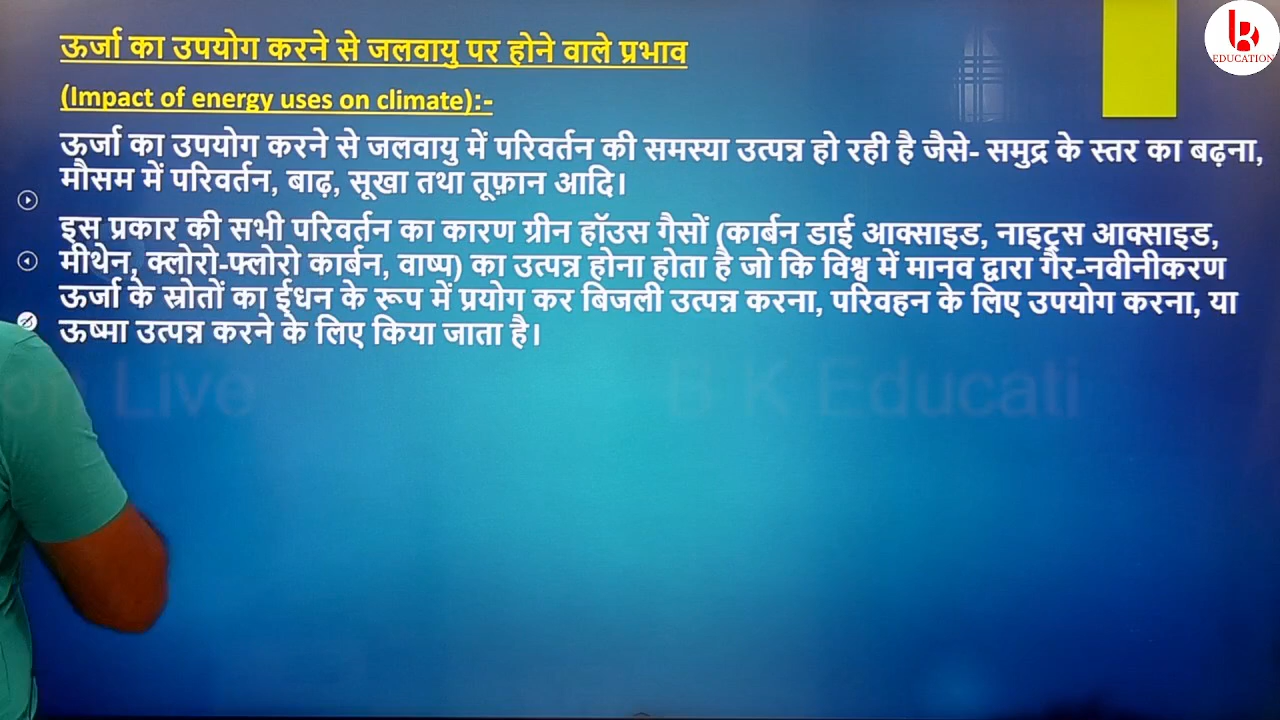 ऊर्जा का उपयोग करने से जलवायु पर होने वाले प्रभाव
(Impact of energy uses on climate):-
ऊर्जा का उपयोग करने से जलवायु में परिवर्तन की समस्या उत्पन्न हो रही है जैसे- समुद्र के स्तर का बढ़ना,
मौसम में परिवर्तन, बाढ़, सूखा तथा तूफ़ान आदि।
इस प्रकार की सभी परिवर्तन का कारण ग्रीन हॉउस गैसों (कार्बन डाई आक्साइड, नाइट्रस आक्साइड,
मीथेन, क्लोरो-फ्लोरो कार्बन, वाष्प) का उत्पन्न होना होता है जो कि विश्व में मानव द्वारा गैर-नवीनीकरण
ऊर्जा के स्रोतों का ईधन के रूप में प्रयोग कर बिजली उत्पन्न करना, परिवहन के लिए उपयोग करना, या
ऊष्मा उत्पन्न करने के लिए किया जाता है।
on Live
B K Educati
EDUCATION